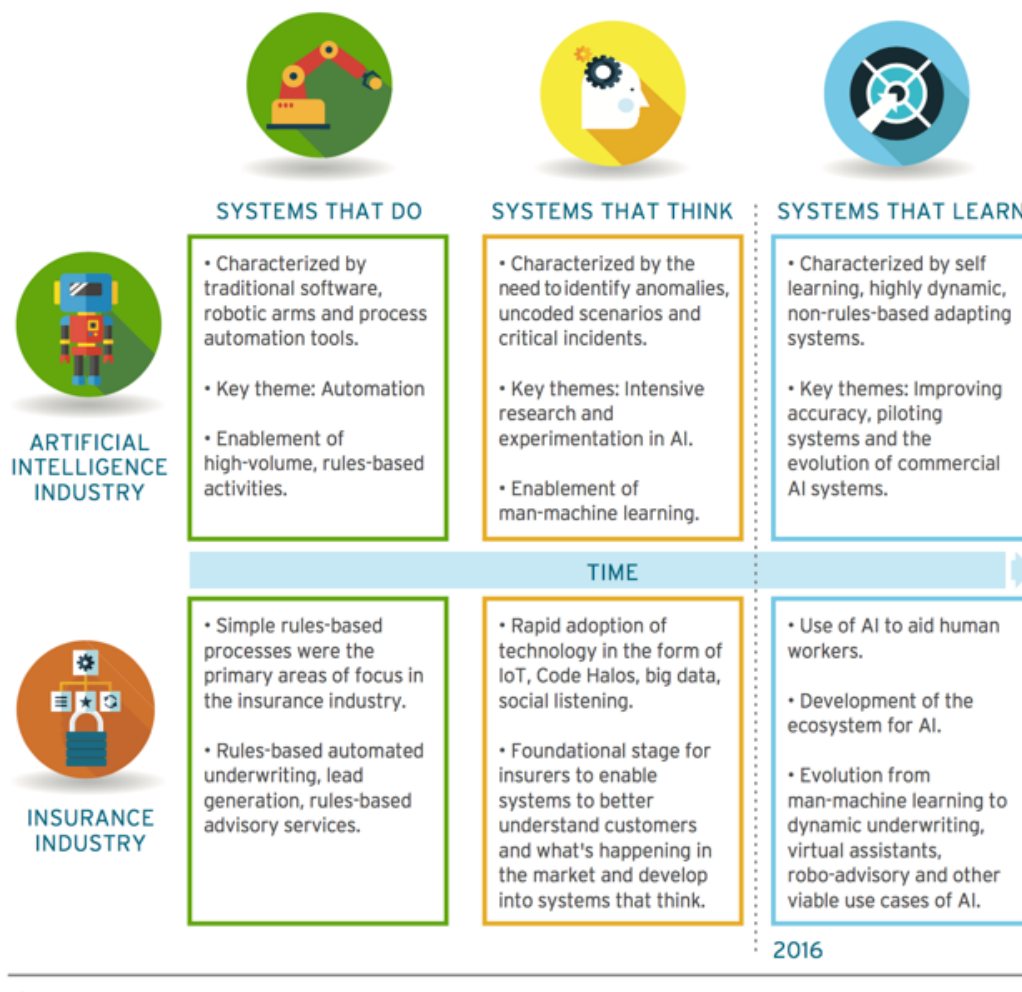 SYSTEMS THAT DO
SYSTEMS THAT THINK
SYSTEMS THAT LEARN
ARTIFICIAL
INTELLIGENCE
INDUSTRY
• Characterized by
traditional software,
robotic arms and process
automation tools.
• Key theme: Automation
• Enablement of
high-volume, rules-based
activities.
• Characterized by the
need to identify anomalies,
uncoded scenarios and
critical incidents.
• Key themes: Intensive
research and
experimentation in AI.
• Enablement of
man-machine learning.
• Characterized by self
learning, highly dynamic,
non-rules-based adapting
systems.
• Key themes: Improving
accuracy, piloting
systems and the
evolution of commercial
AI systems.
TIME
INSURANCE
INDUSTRY
• Simple rules-based
processes were the
primary areas of focus in
the insurance industry.
• Rules-based automated
underwriting, lead
generation, rules-based
advisory services.
• Rapid adoption of
technology in the form of
IoT, Code Halos, big data,
social listening.
• Foundational stage for
insurers to enable
systems to better
understand customers
and what's happening in
the market and develop
into systems that think.
• Use of AI to aid human
workers.
• Development of the
ecosystem for AI.
• Evolution from
man-machine learning to
dynamic underwriting,
virtual assistants,
robo-advisory and other
viable use cases of AI.
2016